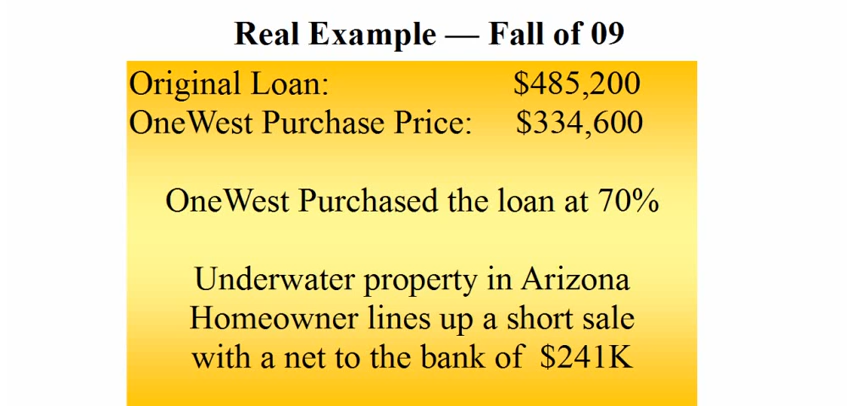 Real Example — Fall of 09
Original Loan: $485,200
OneWest Purchase Price: $334,600
OneWest Purchased the loan at 70%
Underwater property in Arizona
Homeowner lines up a short sale
with a net to the bank of $241K